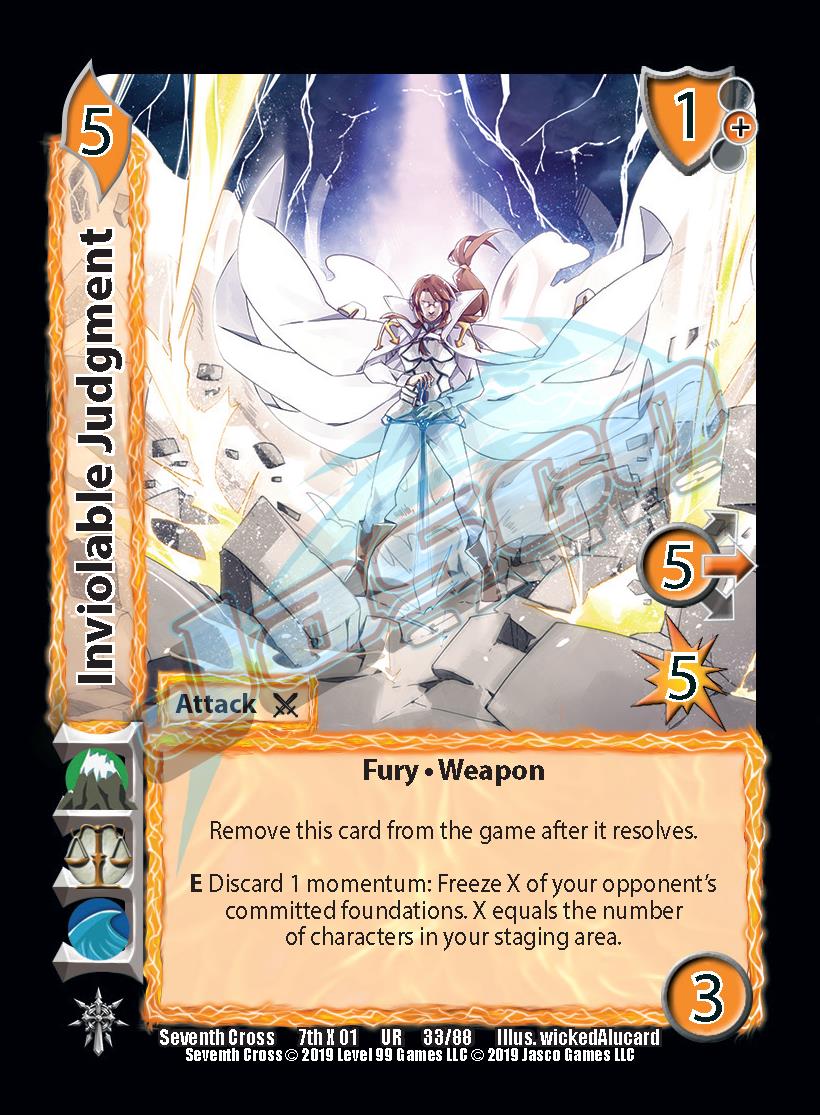 5
1
+
Inviolable Judgment
Jasco
™
5
5
Attack
Fury • Weapon
Remove this card from the game after it resolves.
E Discard 1 momentum: Freeze X of your opponent's
committed foundations. X equals the number
of characters in your staging area.
3
Seventh Cross 7th X 01 UR 33/88 Illus. wickedAlucard
Seventh Cross © 2019 Level 99 Games LLC © 2019 Jasco Games LLC